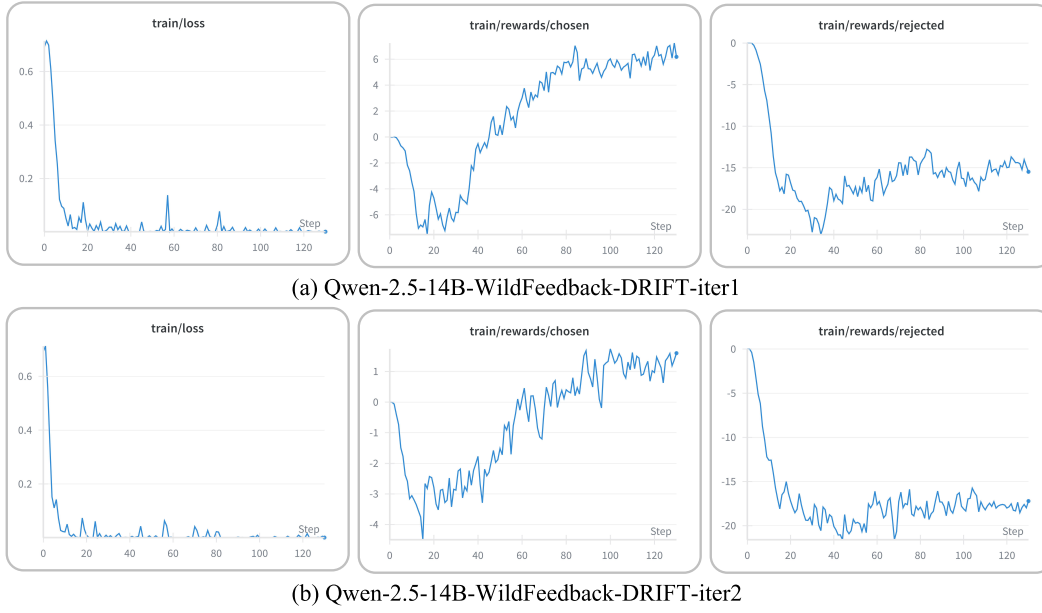 train/loss
0.6
0.4
0.2
Step
0 20 40 60 80 100 120
train/rewards/chosen
6
4
2
0
-2
-4
-6
Step
0 20 40 60 80 100 120
train/rewards/rejected
0
-5
-10
-15
-20
Step
0 20 40 60 80 100 120
(a) Qwen-2.5-14B-WildFeedback-DRIFT-iter1
train/loss
0.6
0.4
0.2
Step
0 20 40 60 80 100 120
train/rewards/chosen
1
0
-1
-2
-3
-4
Step
0 20 40 60 80 100 120
train/rewards/rejected
0
-5
-10
-15
-20
Step
0 20 40 60 80 100 120
(b) Qwen-2.5-14B-WildFeedback-DRIFT-iter2